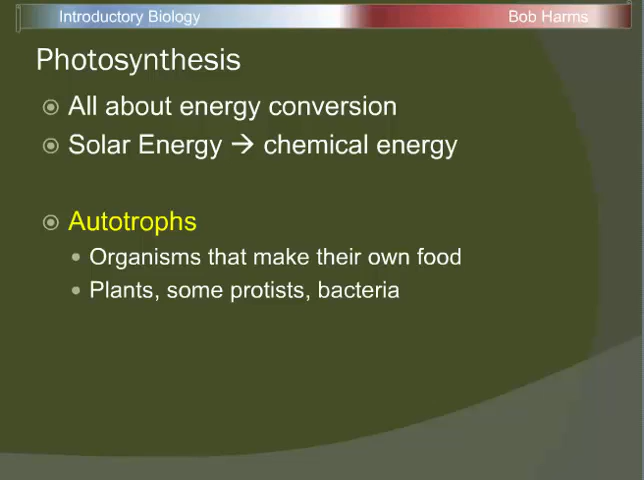 Introductory Biology Bob Harms
Photosynthesis
All about energy conversion
Solar Energy → chemical energy
Autotrophs
Organisms that make their own food
Plants, some protists, bacteria